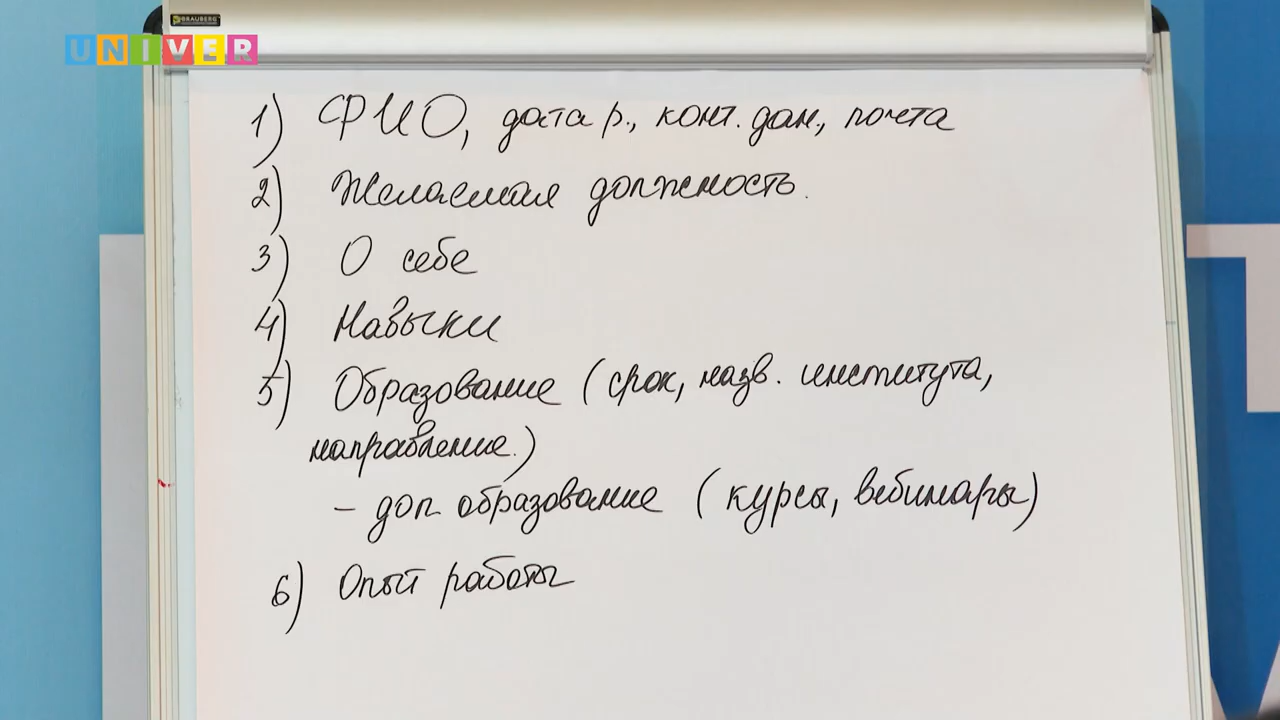 BRAUBERG
UNIVER
1) ФИО, дата р., конт. дан., почта
2) Желаемая должность.
3) О себе
4) Навыки
5) Образование (срок, назв. института,
направление.)
- доп. образование (курсы, вебинары)
6) Опыт работы